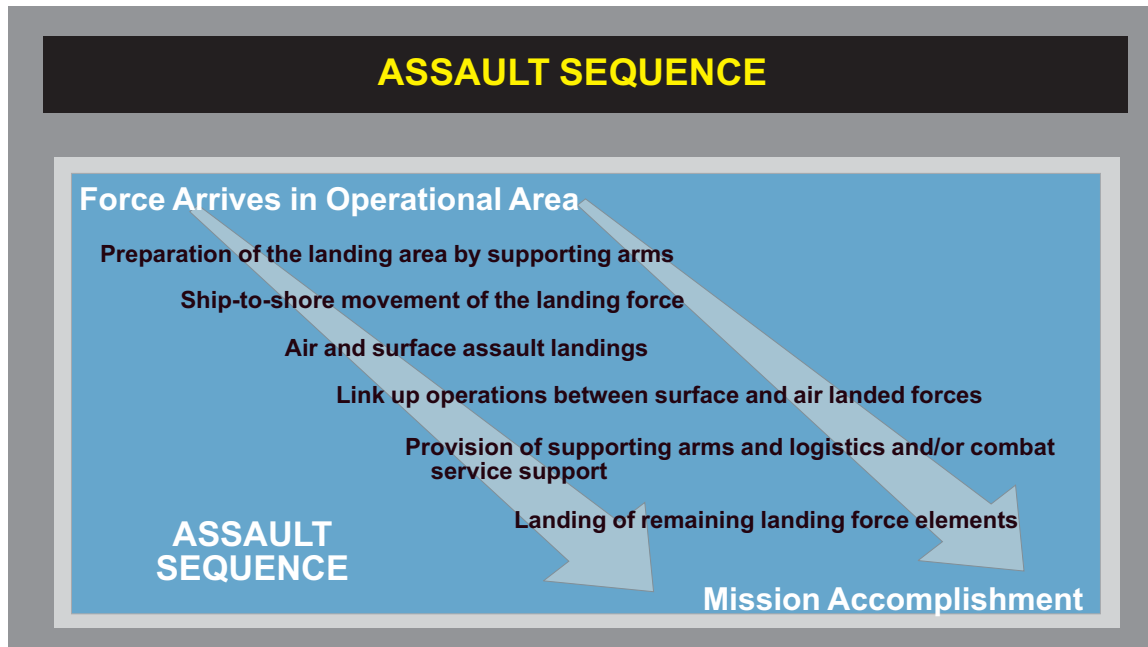 ASSAULT SEQUENCE
Force Arrives in Operational Area
Preparation of the landing area by supporting arms
Ship-to-shore movement of the landing force
Air and surface assault landings
Link up operations between surface and air landed forces
Provision of supporting arms and logistics and/or combat
service support
Landing of remaining landing force elements
ASSAULT
SEQUENCE
Mission Accomplishment